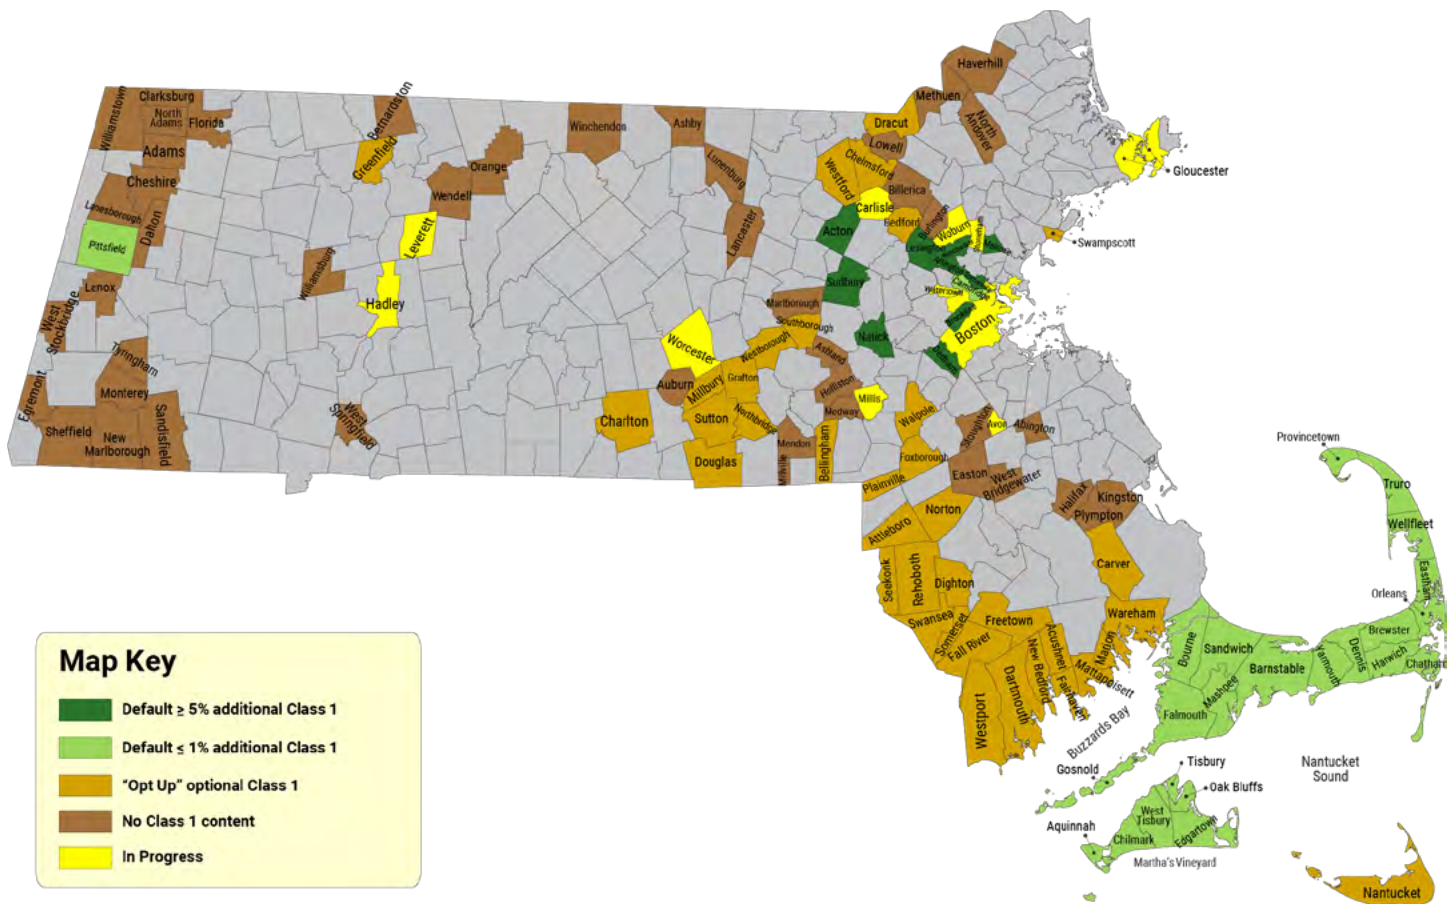 Haverhill
Clarksburg
Williamstown
North
Adams
Florida
Bernardston
Winchendon
Ashby
Methuen
North
Andover
Dracut
Lowell
Adams
Greenfield
Orange
Lunenburg
Chelmsford
Westford
Gloucester
Cheshire
Wendell
Billerica
Lanesborough
Dalton
Carlisle
Bedford
Burlington
Woburn
Pittsfield
Leverett
Lancaster
Acton
Lexington
Swampscott
Williamsburg
Lenox
Hadley
Sudbury
Cambridge
Watertown
West
Stockbridge
Marlborough
Southborough
Natick
Boston
Brookline
Dedham
Tyringham
Worcester
Westborough
Ashland
Egremont
Monterey
Auburn
Millbury
Grafton
Holliston
Millis
Sandisfield
West
Springfield
Charlton
Sutton
Northbridge
Medway
Walpole
Stoughton
Avon
Abington
Sheffield
New
Marlborough
Douglas
Mendon
Millville
Bellingham
Foxborough
Easton
West
Bridgewater
Plainville
Norton
Halifax
Kingston
Plympton
Attleboro
Provincetown
Truro
Wellfleet
Eastham
Orleans
Seekonk
Rehoboth
Dighton
Carver
Swansea
Somerset
Freetown
Fall River
Acushnet
New Bedford
Fairhaven
Marion
Mattapoisett
Wareham
Westport
Dartmouth
Bourne
Sandwich
Mashpee
Barnstable
Yarmouth
Dennis
Brewster
Harwich
Chatham
Falmouth
Buzzards Bay
Gosnold
Tisbury
Oak Bluffs
West
Tisbury
Edgartown
Aquinnah
Chilmark
Martha's Vineyard
Nantucket
Sound
Nantucket
Map Key
Default ≥ 5% additional Class 1
Default ≤ 1% additional Class 1
“Opt Up” optional Class 1
No Class 1 content
In Progress